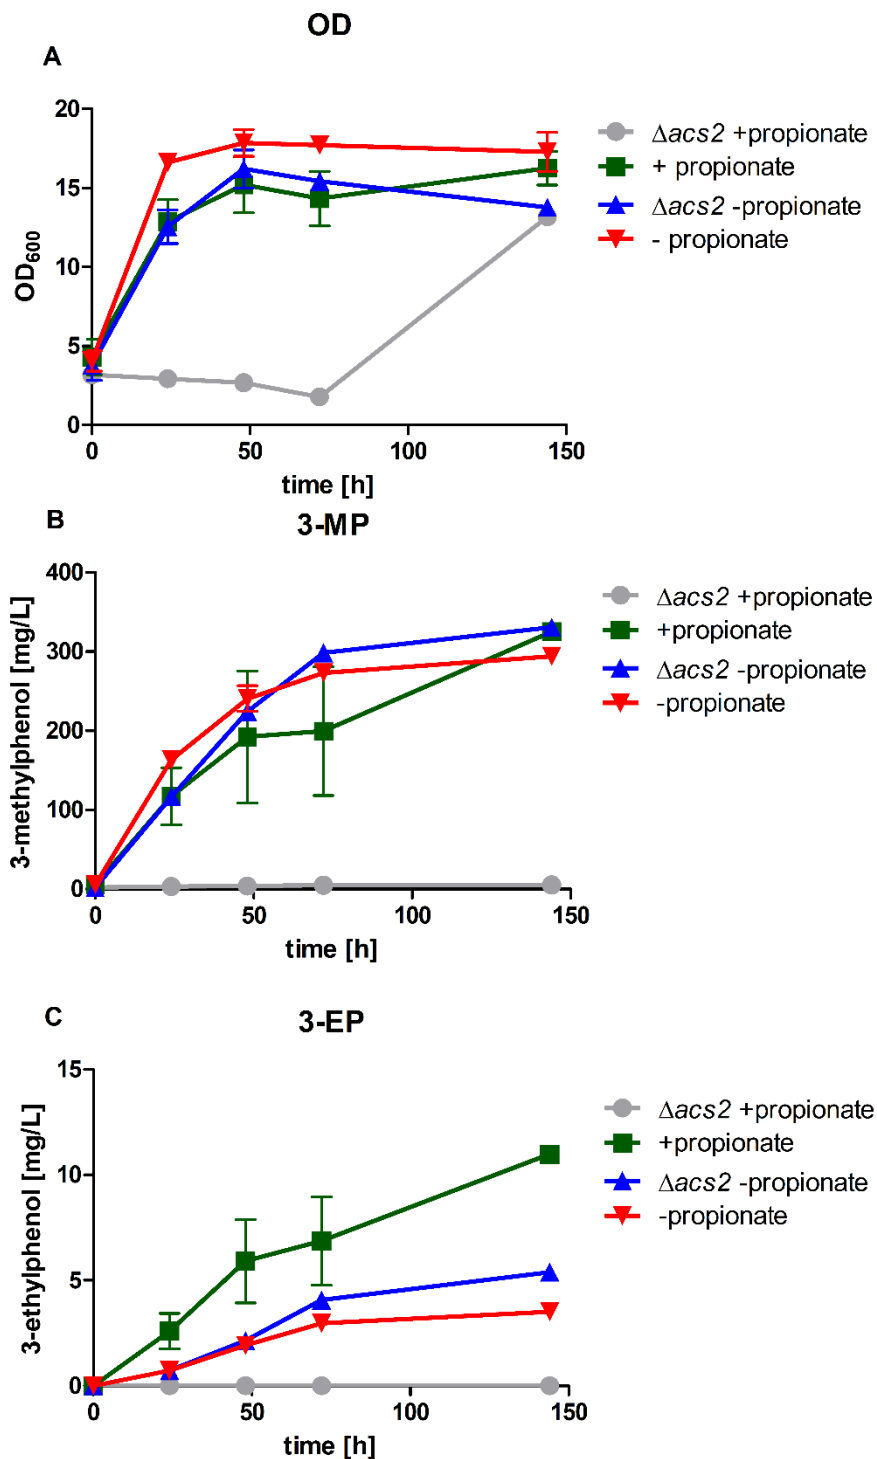 OD
A
20
15
10
5
0
0 50 100 150
OD₆₀₀
time [h]
Δacs2 +propionate
+ propionate
Δacs2 -propionate
- propionate
B
3-MP
400
300
200
100
0
0 50 100 150
3-methylphenol [mg/L]
time [h]
Δacs2 +propionate
+propionate
Δacs2 -propionate
-propionate
C
3-EP
15
10
5
0
0 50 100 150
3-ethylphenol [mg/L]
time [h]
Δacs2 +propionate
+propionate
Δacs2 -propionate
-propionate